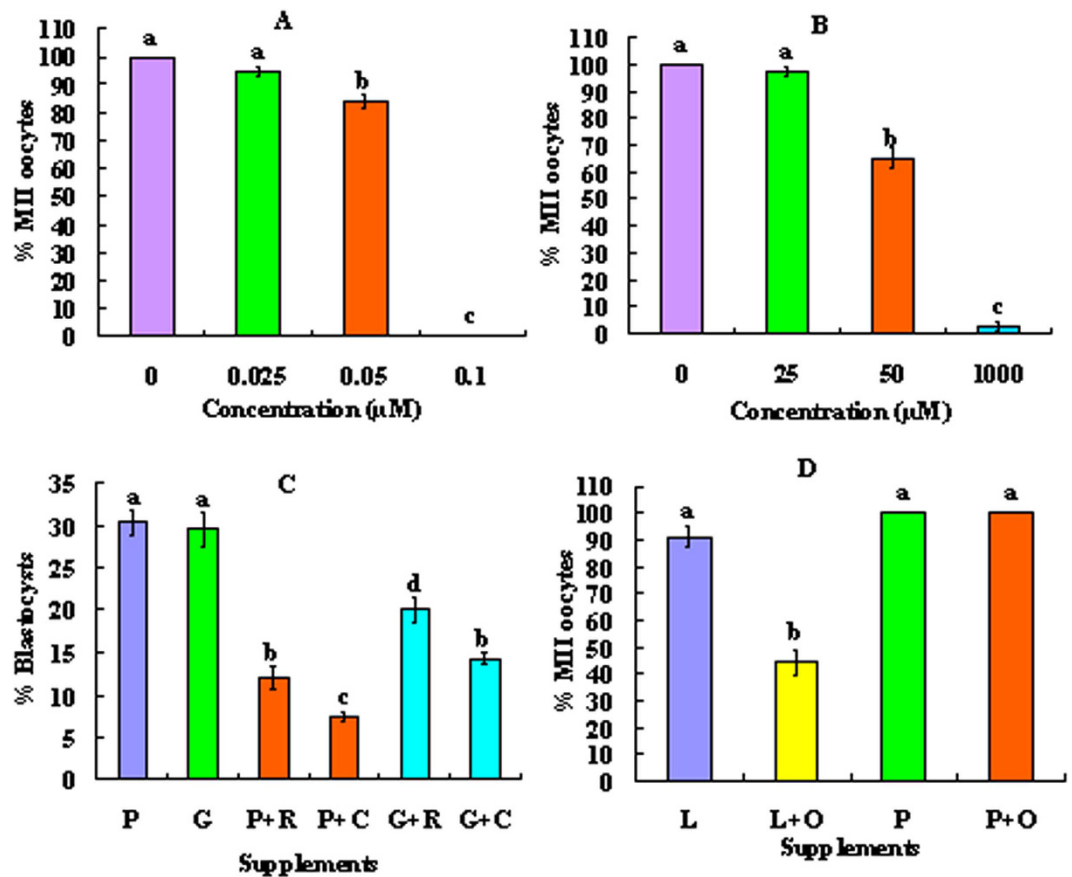 A
110
100
90
80
70
60
50
40
30
20
10
0
% MII oocytes
a
a
b
c
0 0.025 0.05 0.1
Concentration (μM)
B
110
100
90
80
70
60
50
40
30
20
10
0
% MII oocytes
a
a
b
c
0 25 50 1000
Concentration (μM)
C
35
30
25
20
15
10
5
0
% Blastocysts
a
a
b
c
d
b
P G P+R P+C G+R G+C
Supplements
D
110
100
90
80
70
60
50
40
30
20
10
0
% MII oocytes
a
b
a
a
L L+O P P+O
Supplements